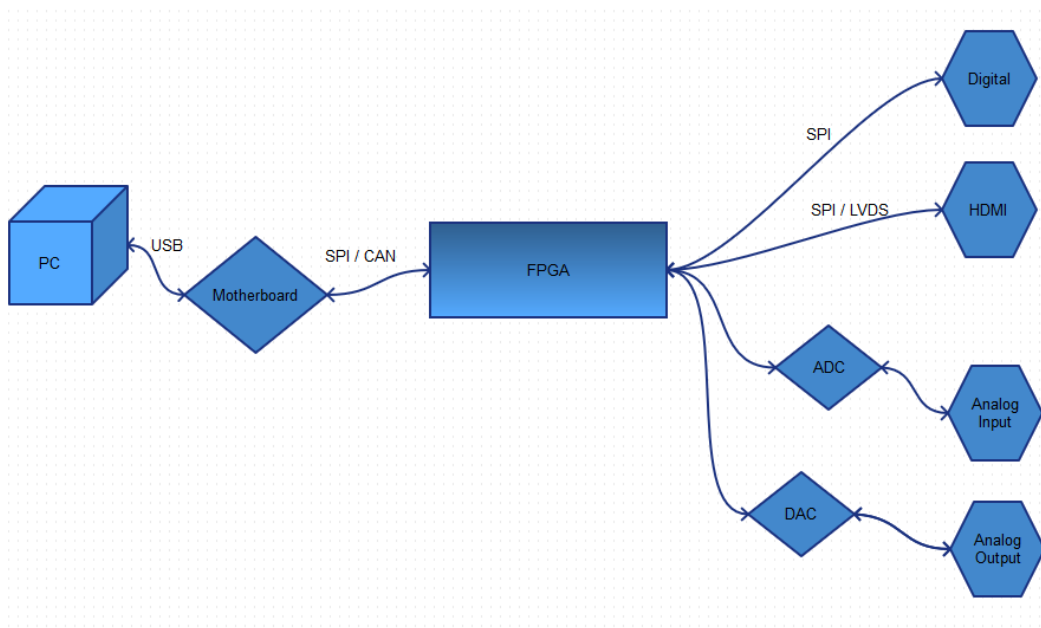 Digital
SPI
SPI / LVDS
HDMI
USB
SPI / CAN
PC
FPGA
Motherboard
ADC
Analog
Input
DAC
Analog
Output